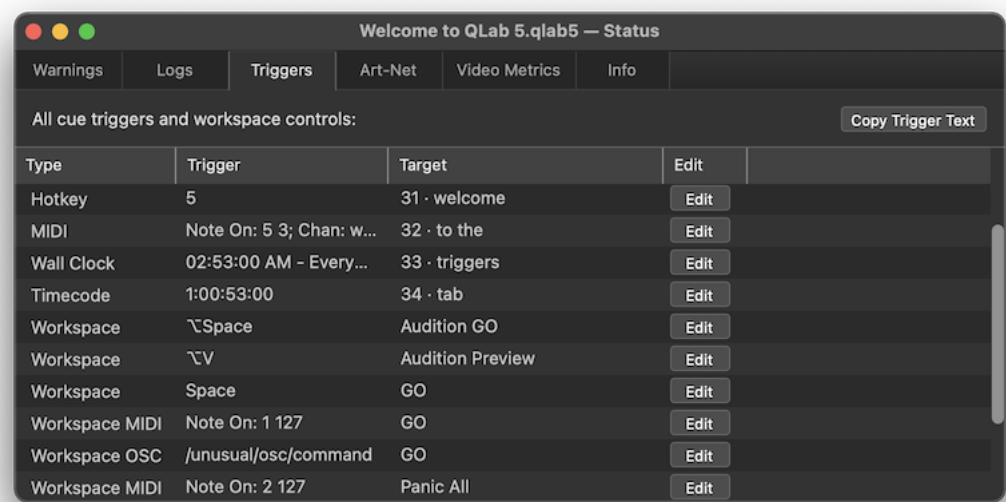 Welcome to QLab 5.qlab5 — Status
Warnings Logs Triggers Art-Net Video Metrics Info
All cue triggers and workspace controls: Copy Trigger Text
Type Trigger Target Edit
Hotkey 5 31 · welcome Edit
MIDI Note On: 5 3; Chan: w... 32 · to the Edit
Wall Clock 02:53:00 AM - Every... 33 · triggers Edit
Timecode 1:00:53:00 34 · tab Edit
Workspace ⌥Space Audition GO Edit
Workspace ⌥V Audition Preview Edit
Workspace Space GO Edit
Workspace MIDI Note On: 1 127 GO Edit
Workspace OSC /unusual/osc/command GO Edit
Workspace MIDI Note On: 2 127 Panic All Edit